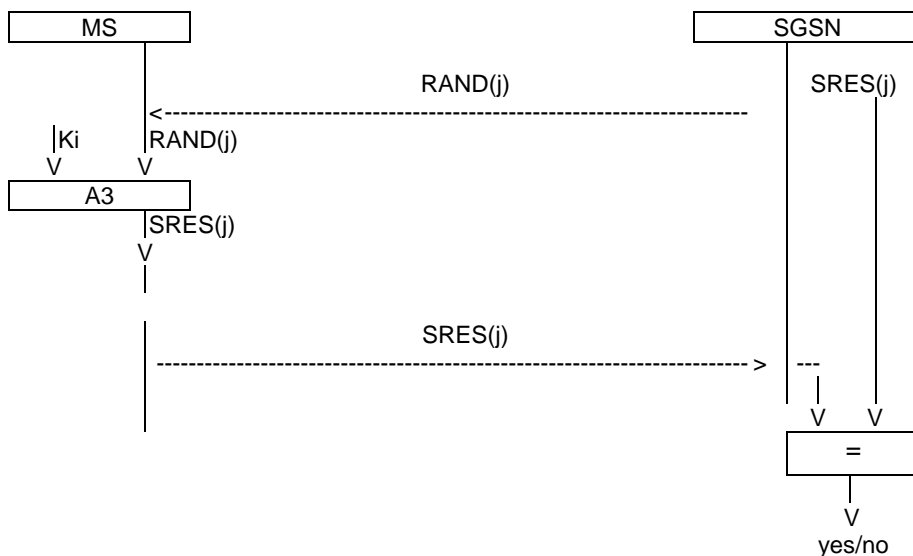 MS SGSN
RAND(j) SRES(j)
<----------------------------------------------------------------
|Ki RAND(j)
V V
A3
SRES(j)
V
SRES(j)
---------------------------------------------------------------- > ---
V V
=
V
yes/no